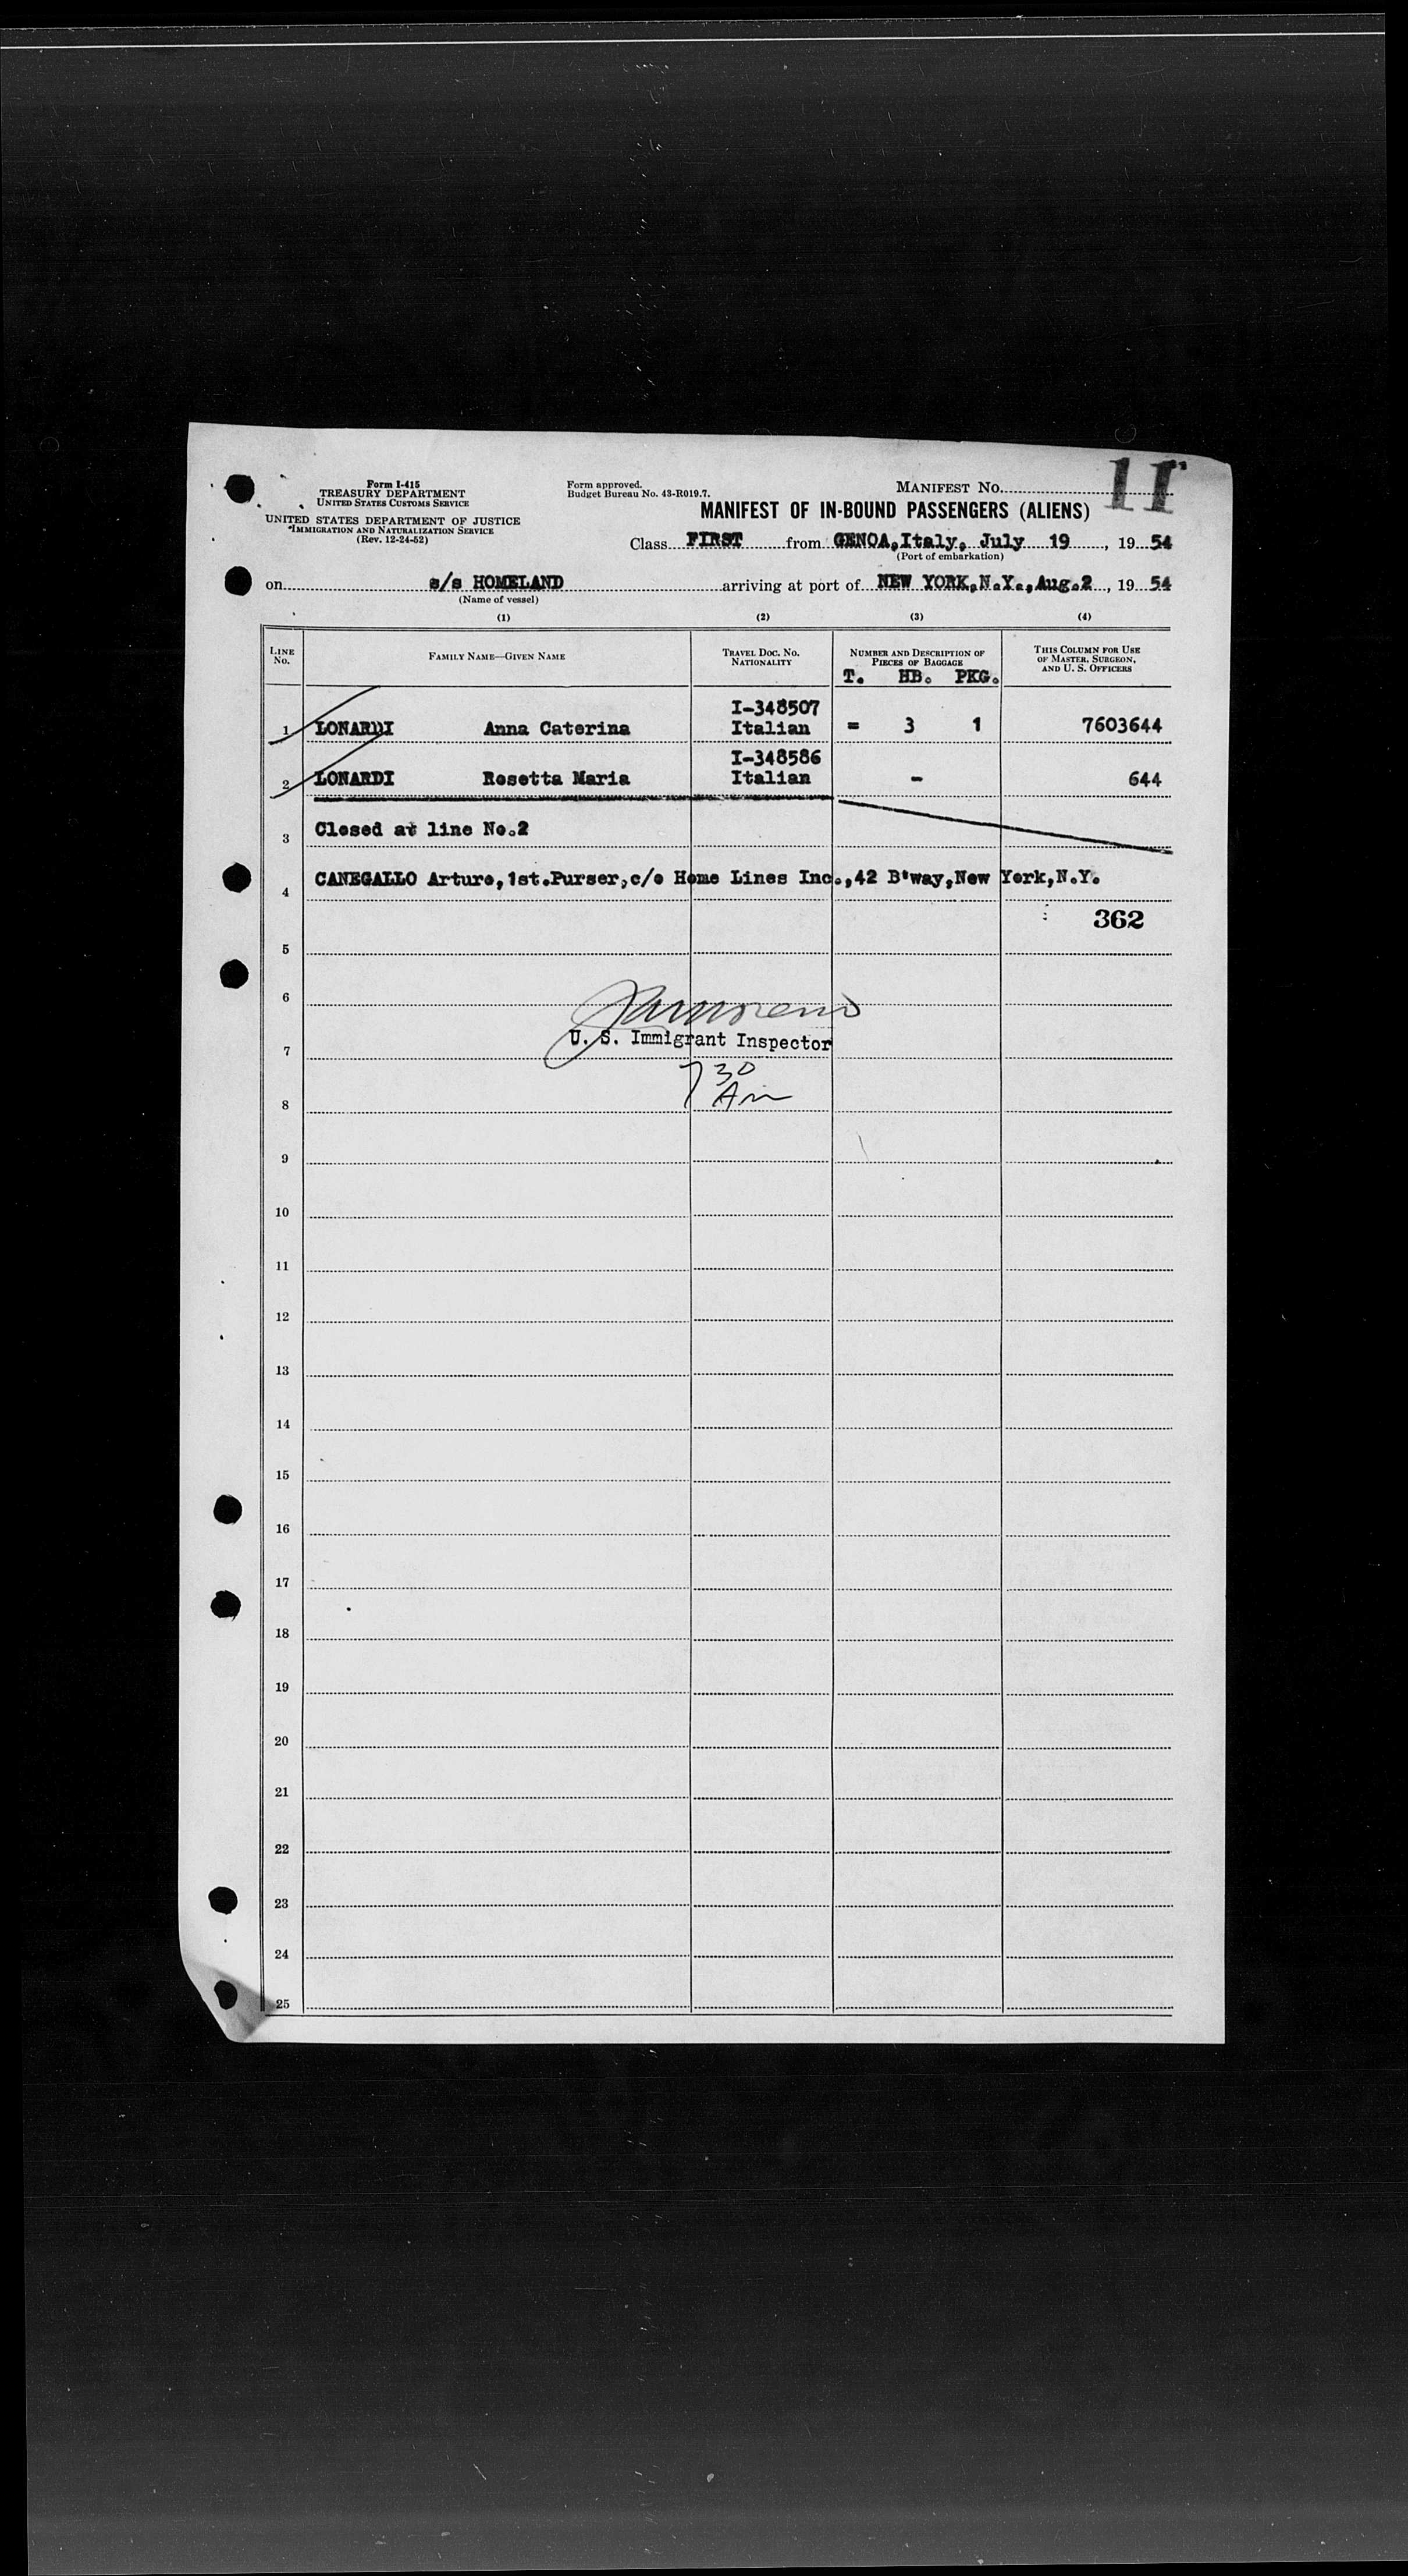 Form I-415
TREASURY DEPARTMENT
UNITED STATES CUSTOMS SERVICE
UNITED STATES DEPARTMENT OF JUSTICE
IMMIGRATION AND NATURALIZATION SERVICE
(Rev. 12-24-52)
Form approved.
Budget Bureau No. 43-R019.7.
MANIFEST No. 11
MANIFEST OF IN-BOUND PASSENGERS (ALIENS)
Class FIRST from GENOA, Italy, July 19, 1954
(Port of embarkation)
on s/s HOMELAND arriving at port of NEW YORK, N.Y., Aug. 2, 1954
(Name of vessel)
(1) (2) (3) (4)
LINE No. FAMILY NAME—GIVEN NAME TRAVEL DOC. NO. NATIONALITY NUMBER AND DESCRIPTION OF PIECES OF BAGGAGE THIS COLUMN FOR USE OF MASTER, SURGEON, AND U. S. OFFICERS
T. HB. PKG.
I-348507
1 LONARDI Anna Caterina Italian = 3 1 7603644
I-348586
2 LONARDI Rosetta Maria Italian - 644
3 Closed at line No.2
4 CANEGALLO Arturo, 1st.Purser, c/o Home Lines Inc., 42 B'way, New York, N.Y.
362
5
6
U. S. Immigrant Inspector
7
7 30
Am
8
9
10
11
12
13
14
15
16
17
18
19
20
21
22
23
24
25